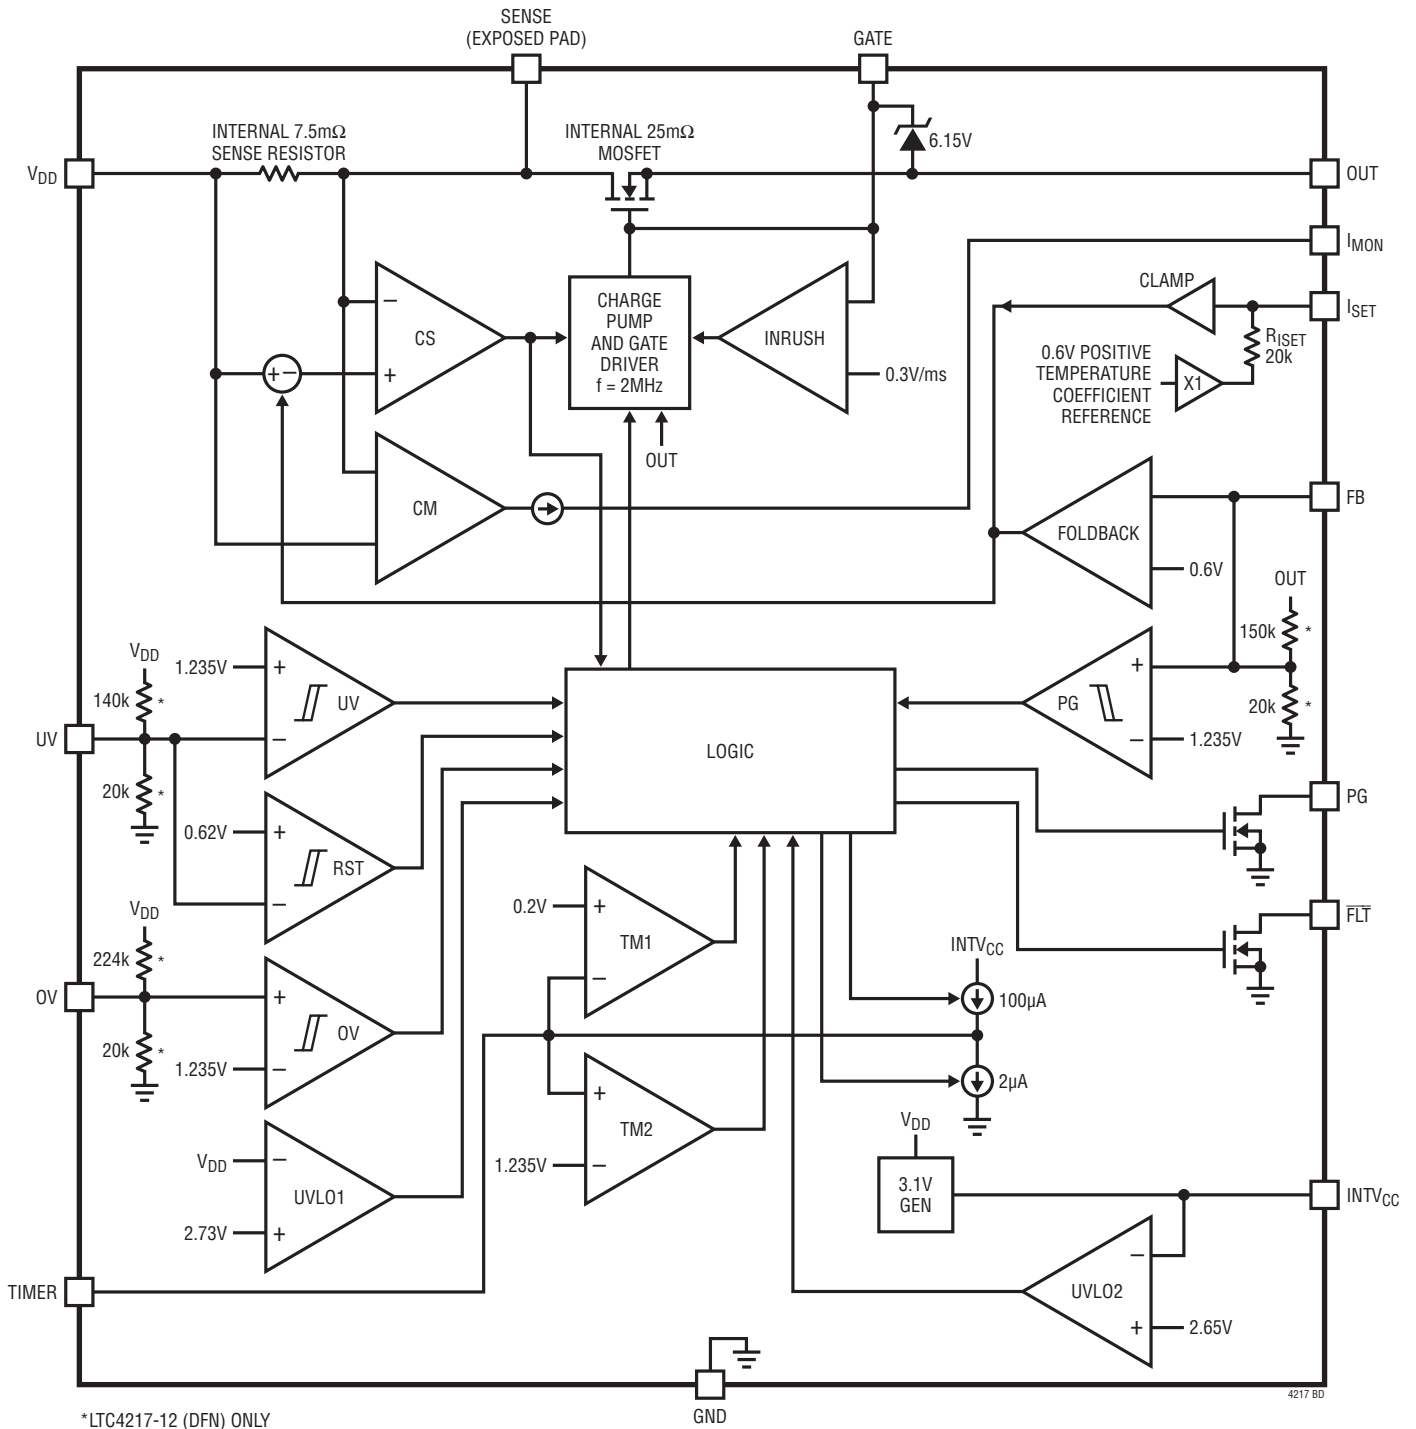 SENSE
(EXPOSED PAD)
GATE
INTERNAL 7.5mΩ
SENSE RESISTOR
INTERNAL 25mΩ
MOSFET
6.15V
VDD
OUT
IMON
CLAMP
ISET
RISET
20k
0.6V POSITIVE
TEMPERATURE
COEFFICIENT
REFERENCE
X1
−
CS
+
+−
CHARGE
PUMP
AND GATE
DRIVER
f = 2MHz
INRUSH
0.3V/ms
OUT
CM
FOLDBACK
0.6V
FB
OUT
150k *
20k *
VDD
140k *
1.235V
+
UV
−
UV
20k *
0.62V
+
RST
−
LOGIC
+
PG
−
1.235V
PG
FLT
VDD
224k *
OV
20k *
+
OV
1.235V
−
0.2V
+
TM1
−
INTVCC
100µA
2µA
+
TM2
1.235V
−
VDD
−
UVLO1
2.73V
+
VDD
3.1V
GEN
INTVCC
−
UVLO2
+
2.65V
TIMER
GND
4217 BD
*LTC4217-12 (DFN) ONLY